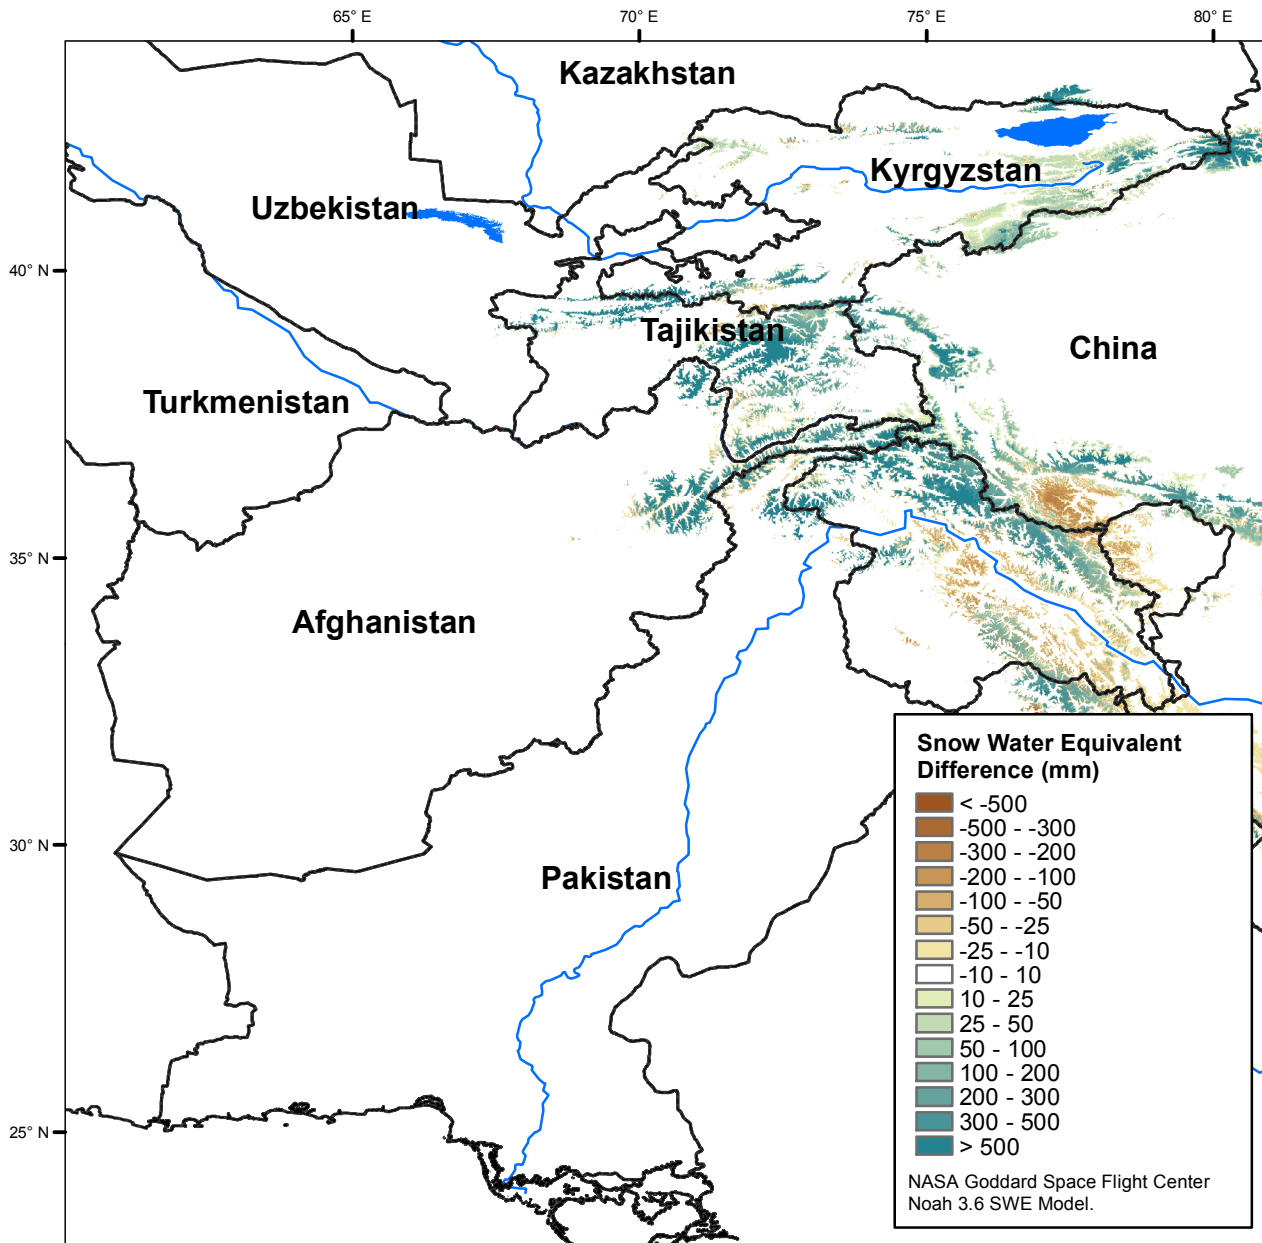 65° E
70° E
75° E
80° E
Kazakhstan
Kyrgyzstan
Uzbekistan
40° N
Tajikistan
China
Turkmenistan
35° N
Afghanistan
Snow Water Equivalent
Difference (mm)
< -500
-500 - -300
-300 - -200
-200 - -100
-100 - -50
-50 - -25
-25 - -10
-10 - 10
10 - 25
25 - 50
50 - 100
100 - 200
200 - 300
300 - 500
> 500
NASA Goddard Space Flight Center
Noah 3.6 SWE Model.
30° N
Pakistan
25° N